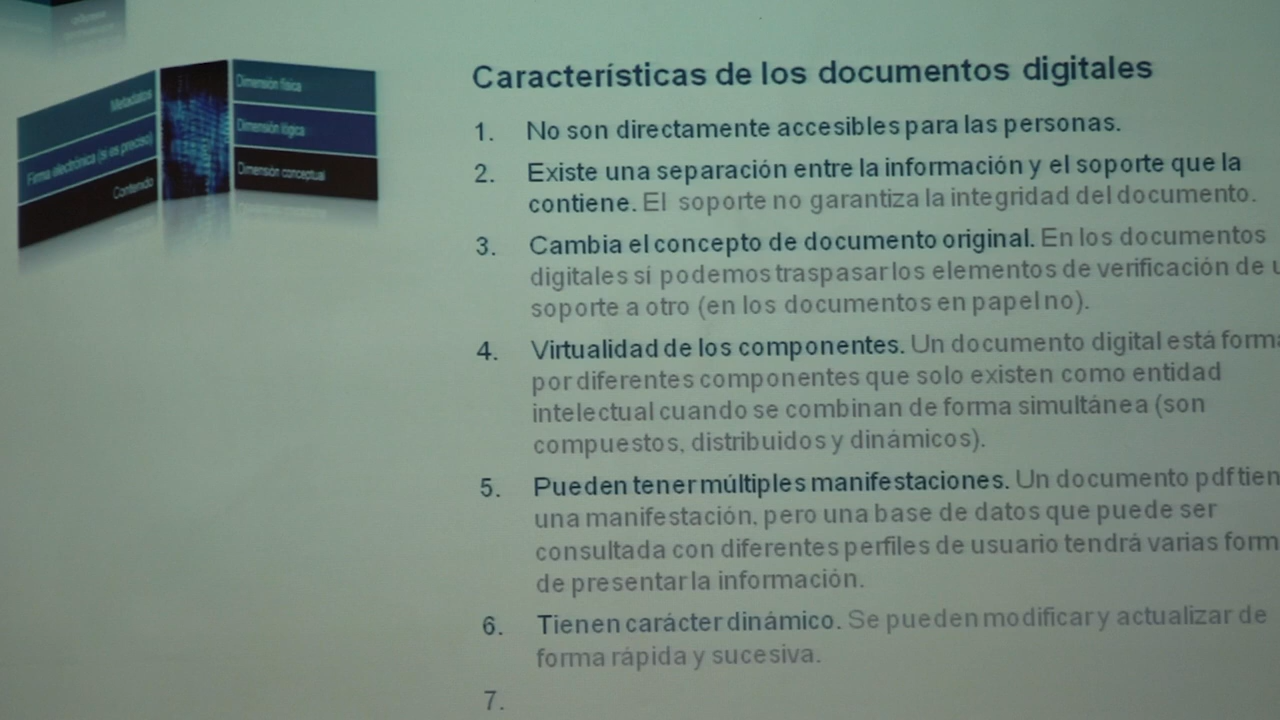 Metadatos
Firma electrónica (si es preciso)
Contenido
Dimensión física
Dimensión lógica
Dimensión conceptual
Características de los documentos digitales
1. No son directamente accesibles para las personas.
2. Existe una separación entre la información y el soporte que la
contiene. El soporte no garantiza la integridad del documento.
3. Cambia el concepto de documento original. En los documentos
digitales sí podemos traspasar los elementos de verificación de u
soporte a otro (en los documentos en papel no).
4. Virtualidad de los componentes. Un documento digital está forma
por diferentes componentes que solo existen como entidad
intelectual cuando se combinan de forma simultánea (son
compuestos, distribuidos y dinámicos).
5. Pueden tener múltiples manifestaciones. Un documento pdf tien
una manifestación, pero una base de datos que puede ser
consultada con diferentes perfiles de usuario tendrá varias form
de presentar la información.
6. Tienen carácter dinámico. Se pueden modificar y actualizar de
forma rápida y sucesiva.
7.